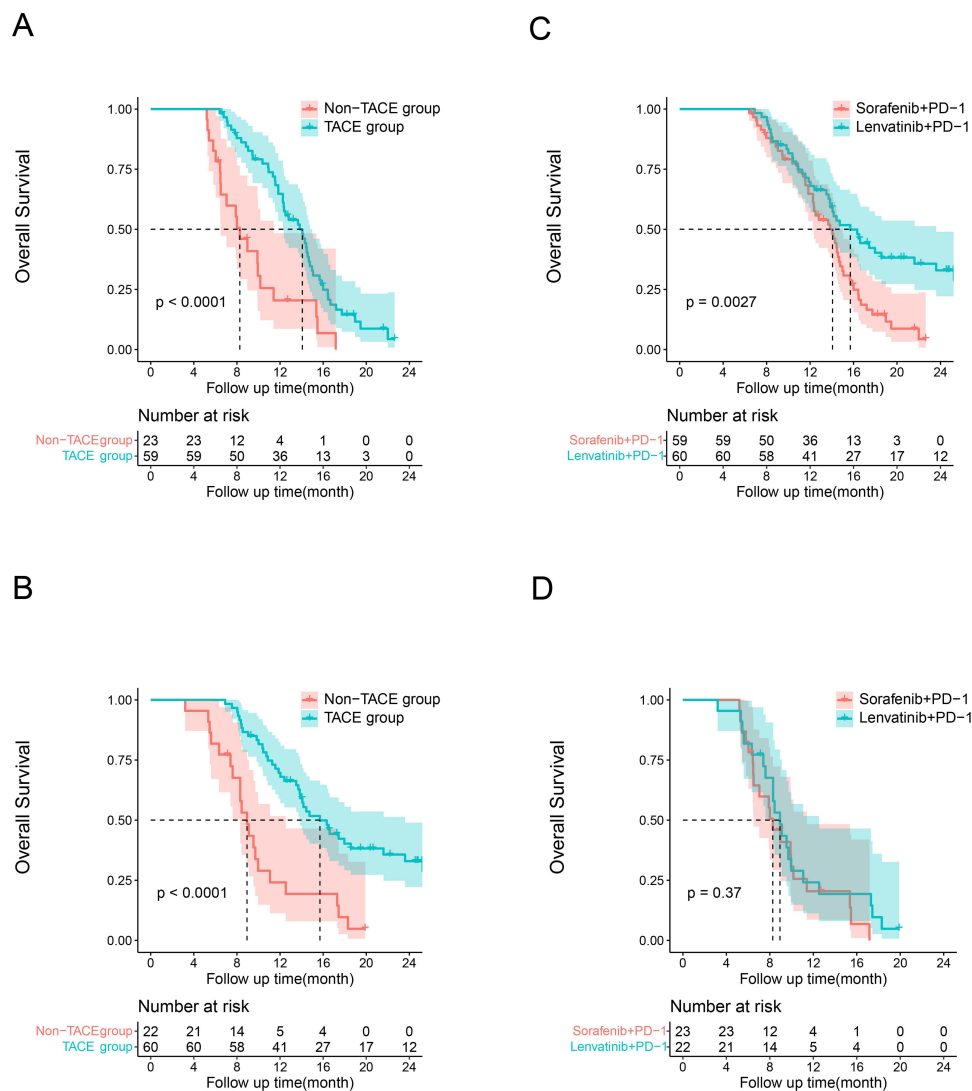 A
Overall Survival
1.00
0.75
0.50
0.25
0.00
Non−TACE group
TACE group
p < 0.0001
0 4 8 12 16 20 24
Follow up time(month)
Number at risk
Non−TACEgroup 23 23 12 4 1 0 0
TACE group 59 59 50 36 13 3 0
0 4 8 12 16 20 24
Follow up time(month)
C
Overall Survival
1.00
0.75
0.50
0.25
0.00
Sorafenib+PD−1
Lenvatinib+PD−1
p = 0.0027
0 4 8 12 16 20 24
Follow up time(month)
Number at risk
Sorafenib+PD−1 59 59 50 36 13 3 0
Lenvatinib+PD−1 60 60 58 41 27 17 12
0 4 8 12 16 20 24
Follow up time(month)
B
Overall Survival
1.00
0.75
0.50
0.25
0.00
Non−TACE group
TACE group
p < 0.0001
0 4 8 12 16 20 24
Follow up time(month)
Number at risk
Non−TACEgroup 22 21 14 5 4 0 0
TACE group 60 60 58 41 27 17 12
0 4 8 12 16 20 24
Follow up time(month)
D
Overall Survival
1.00
0.75
0.50
0.25
0.00
Sorafenib+PD−1
Lenvatinib+PD−1
p = 0.37
0 4 8 12 16 20 24
Follow up time(month)
Number at risk
Sorafenib+PD−1 23 23 12 4 1 0 0
Lenvatinib+PD−1 22 21 14 5 4 0 0
0 4 8 12 16 20 24
Follow up time(month)